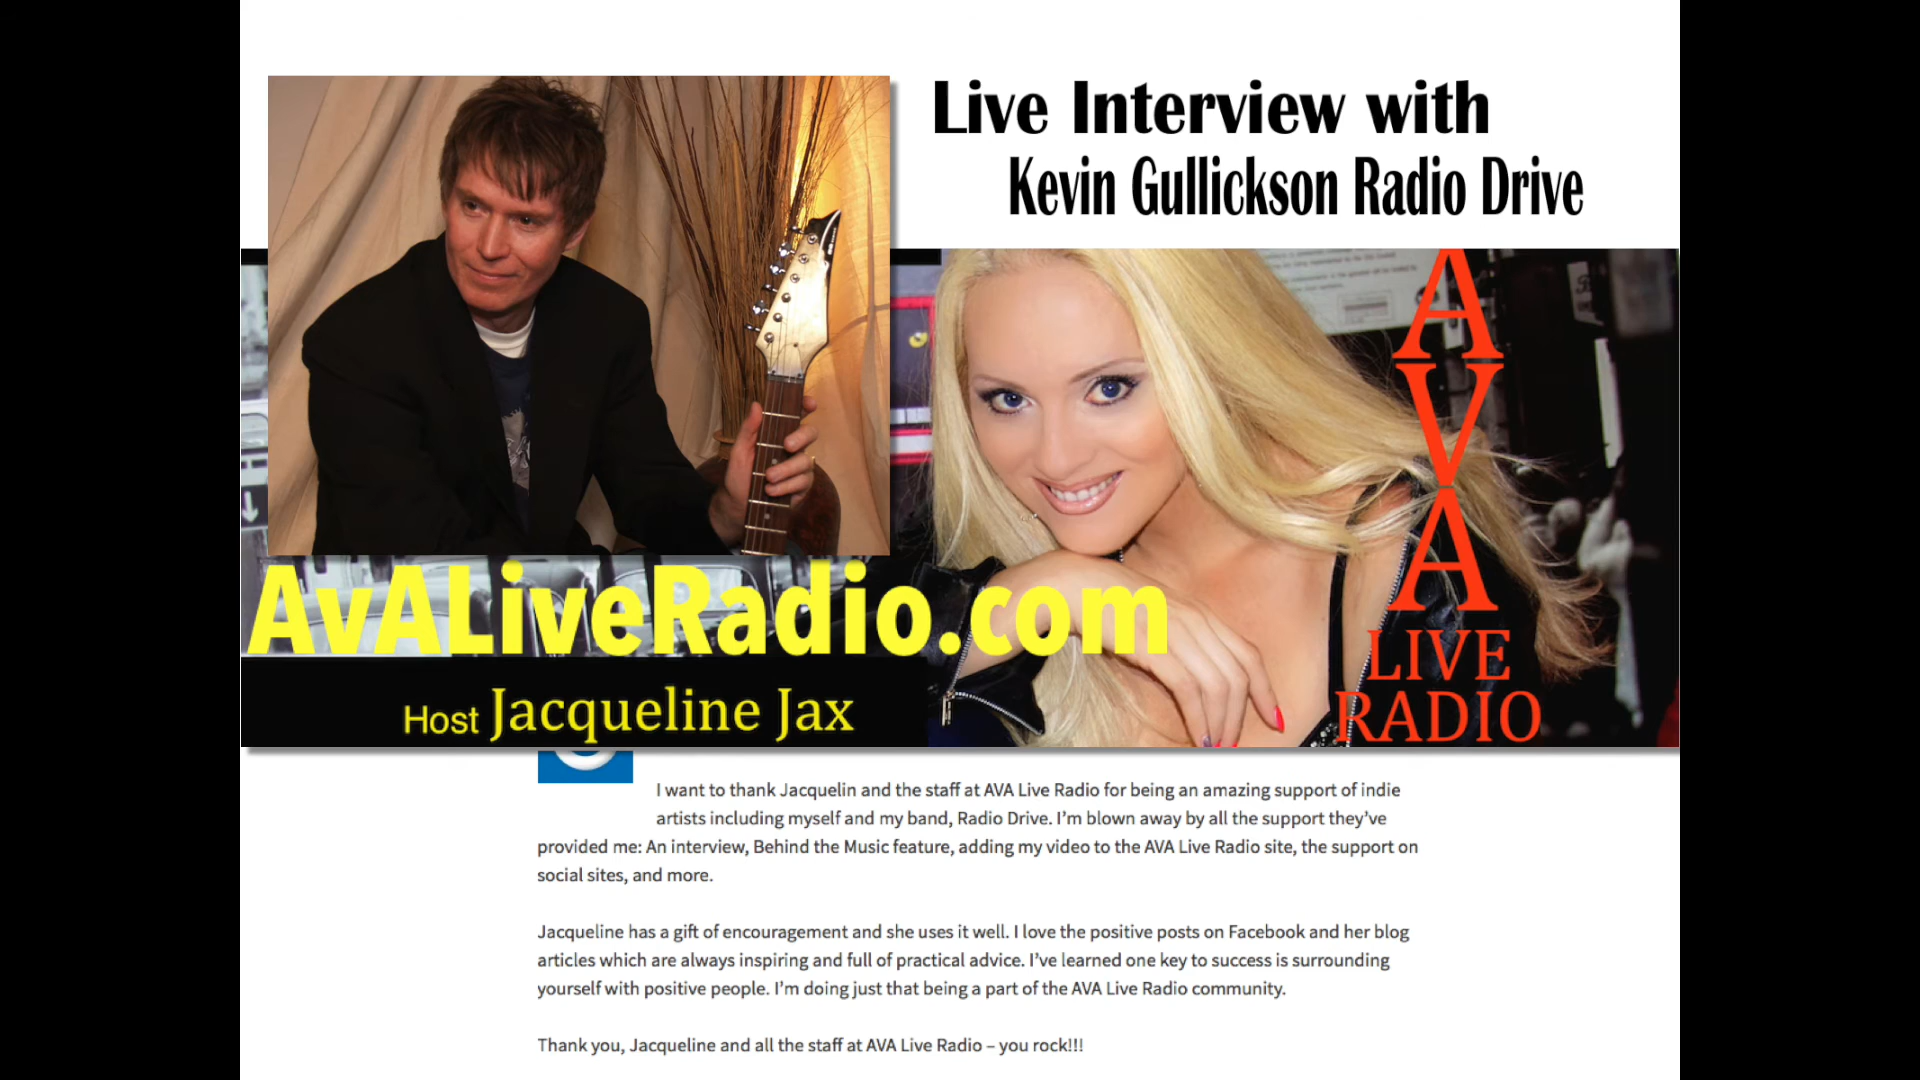 Live Interview with
Kevin Gullickson Radio Drive
AVA
LIVE
RADIO
AvALiveRadio.com
Host Jacqueline Jax
I want to thank Jacquelin and the staff at AVA Live Radio for being an amazing support of indie
artists including myself and my band, Radio Drive. I’m blown away by all the support they’ve
provided me: An interview, Behind the Music feature, adding my video to the AVA Live Radio site, the support on
social sites, and more.
Jacqueline has a gift of encouragement and she uses it well. I love the positive posts on Facebook and her blog
articles which are always inspiring and full of practical advice. I’ve learned one key to success is surrounding
yourself with positive people. I’m doing just that being a part of the AVA Live Radio community.
Thank you, Jacqueline and all the staff at AVA Live Radio – you rock!!!